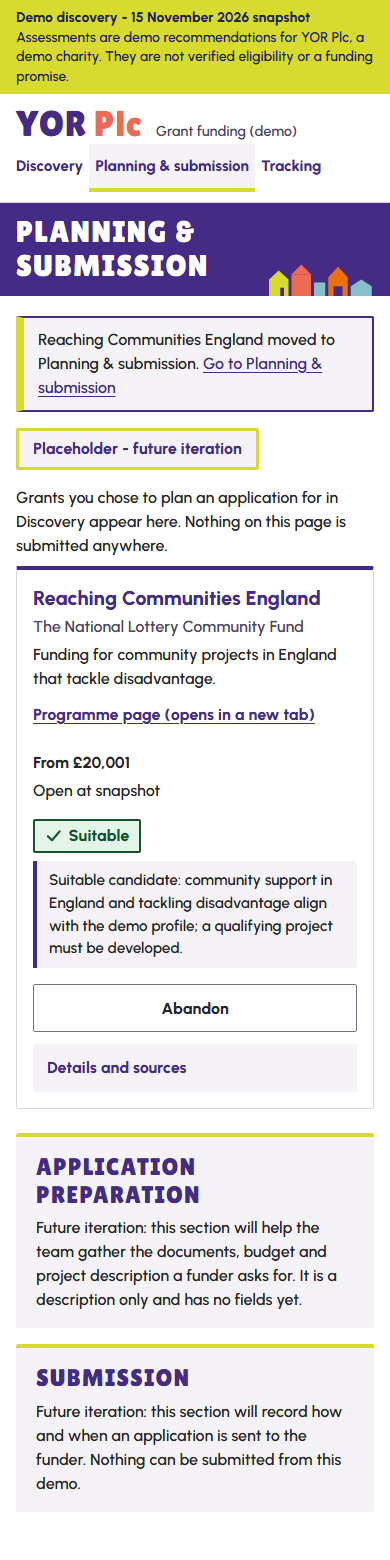 Demo discovery - 15 November 2026 snapshot
Assessments are demo recommendations for YOR Plc, a
demo charity. They are not verified eligibility or a funding
promise.
YOR Plc Grant funding (demo)
Discovery Planning & submission Tracking
PLANNING &
SUBMISSION
Reaching Communities England moved to
Planning & submission. Go to Planning &
submission
Placeholder - future iteration
Grants you chose to plan an application for in
Discovery appear here. Nothing on this page is
submitted anywhere.
Reaching Communities England
The National Lottery Community Fund
Funding for community projects in England
that tackle disadvantage.
Programme page (opens in a new tab)
From £20,001
Open at snapshot
Suitable
Suitable candidate: community support in
England and tackling disadvantage align
with the demo profile; a qualifying project
must be developed.
Abandon
Details and sources
APPLICATION
PREPARATION
Future iteration: this section will help the
team gather the documents, budget and
project description a funder asks for. It is a
description only and has no fields yet.
SUBMISSION
Future iteration: this section will record how
and when an application is sent to the
funder. Nothing can be submitted from this
demo.